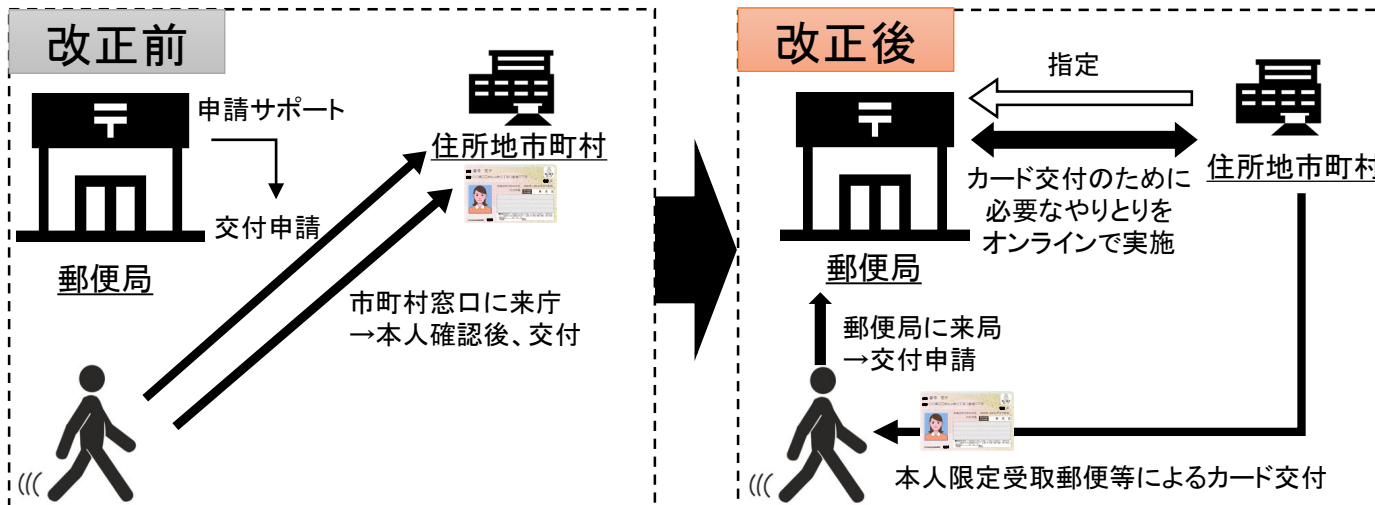 改正前
申請サポート
交付申請
郵便局
住所地市町村
市町村窓口に来庁
→本人確認後、交付
改正後
指定
住所地市町村
カード交付のために
必要なやりとりを
オンラインで実施
郵便局
郵便局に来局
→交付申請
本人限定受取郵便等によるカード交付